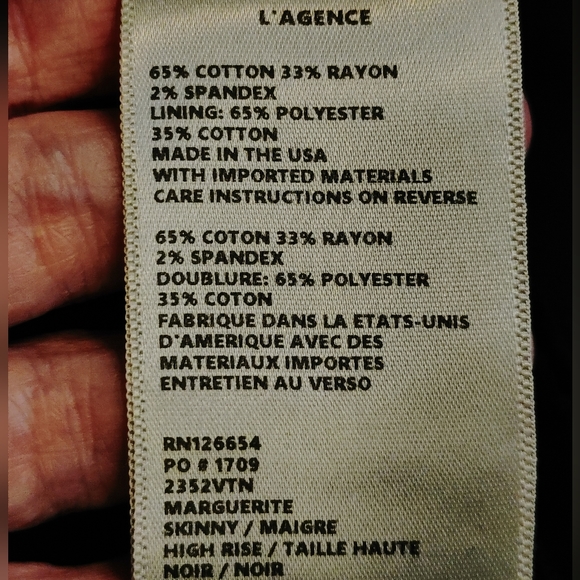 L'AGENCE
65% COTTON 33% RAYON
2% SPANDEX
LINING: 65% POLYESTER
35% COTTON
MADE IN THE USA
WITH IMPORTED MATERIALS
CARE INSTRUCTIONS ON REVERSE
65% COTON 33% RAYON
2% SPANDEX
DOUBLURE: 65% POLYESTER
35% COTON
FABRIQUE DANS LA ETATS-UNIS
D'AMERIQUE AVEC DES
MATERIAUX IMPORTES
ENTRETIEN AU VERSO
RN126654
PO # 1709
2352VTN
MARGUERITE
SKINNY / MAIGRE
HIGH RISE / TAILLE HAUTE
NOIR / NOIR